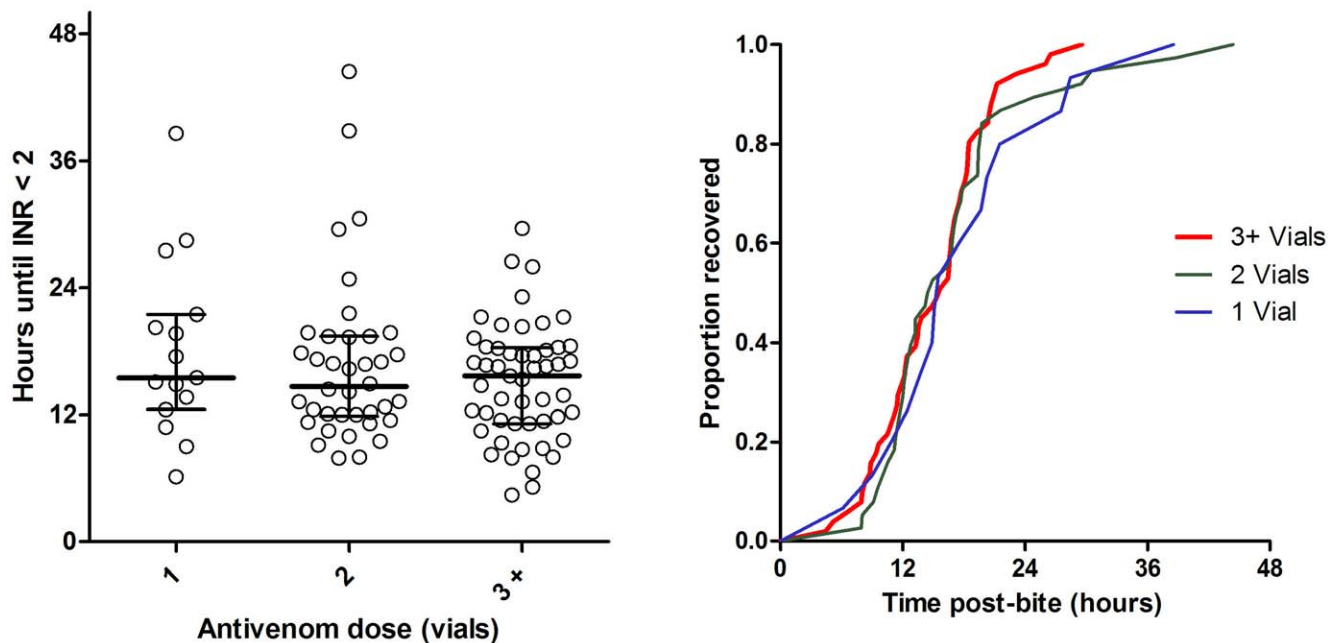 Hours until INR < 2
48
36
24
12
0
1
2
3 +
Antivenom dose (vials)
Proportion recovered
1.0
0.8
0.6
0.4
0.2
0.0
0
12
24
36
48
Time post-bite (hours)
3+ Vials
2 Vials
1 Vial